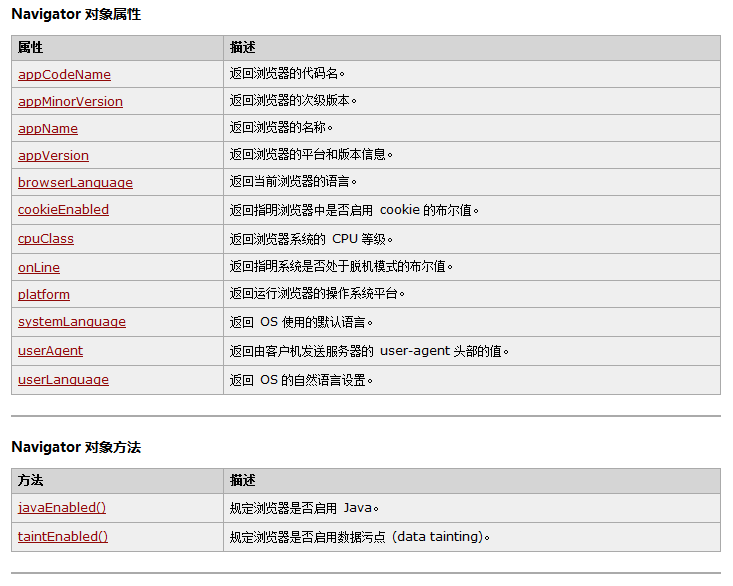 Navigator 对象属性
属性 描述
appCodeName 返回浏览器的代码名。
appMinorVersion 返回浏览器的次级版本。
appName 返回浏览器的名称。
appVersion 返回浏览器的平台和版本信息。
browserLanguage 返回当前浏览器的语言。
cookieEnabled 返回指明浏览器中是否启用 cookie 的布尔值。
cpuClass 返回浏览器系统的 CPU 等级。
onLine 返回指明系统是否处于脱机模式的布尔值。
platform 返回运行浏览器的操作系统平台。
systemLanguage 返回 OS 使用的默认语言。
userAgent 返回由客户机发送服务器的 user-agent 头部的值。
userLanguage 返回 OS 的自然语言设置。
Navigator 对象方法
方法 描述
javaEnabled() 规定浏览器是否启用 Java。
taintEnabled() 规定浏览器是否启用数据污点 (data tainting)。